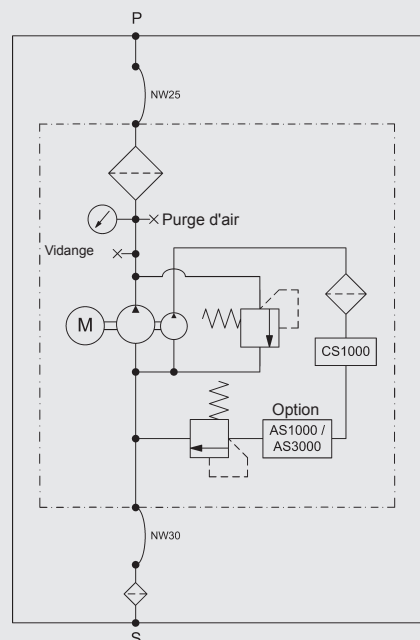 P
NW25
Purge d'air
Vidange
M
CS1000
Option
AS1000 /
AS3000
NW30
S